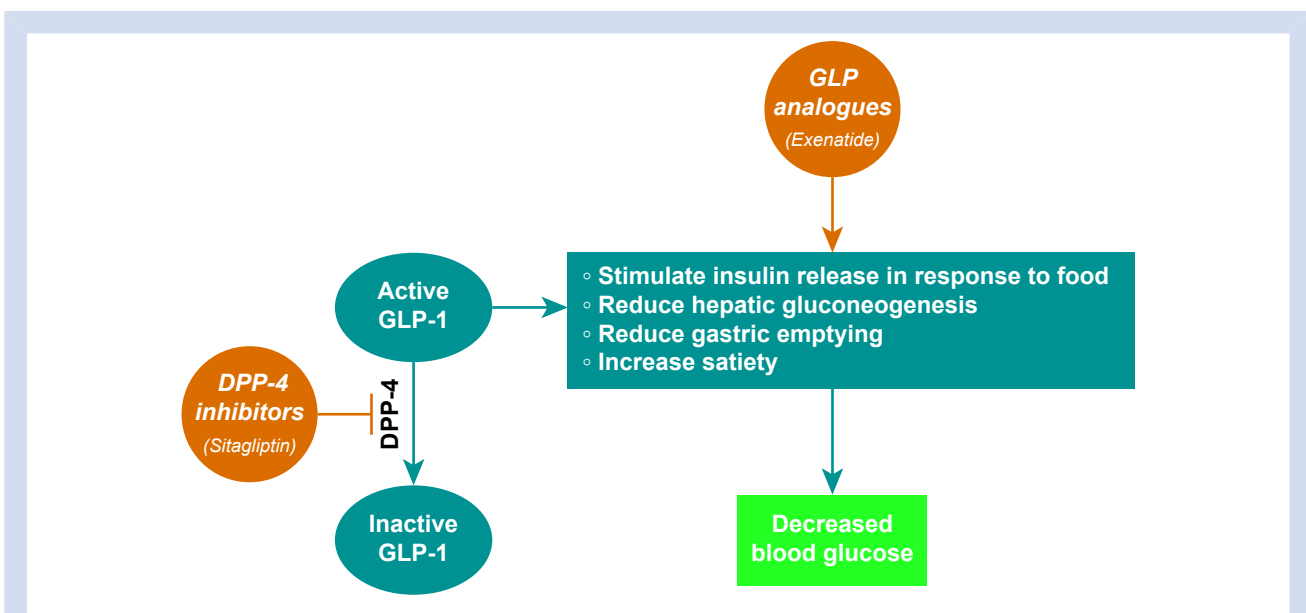 GLP
analogues
(Exenatide)
Active
GLP-1
◦ Stimulate insulin release in response to food
◦ Reduce hepatic gluconeogenesis
◦ Reduce gastric emptying
◦ Increase satiety
DPP-4
inhibitors
(Sitagliptin)
DPP-4
Inactive
GLP-1
Decreased
blood glucose